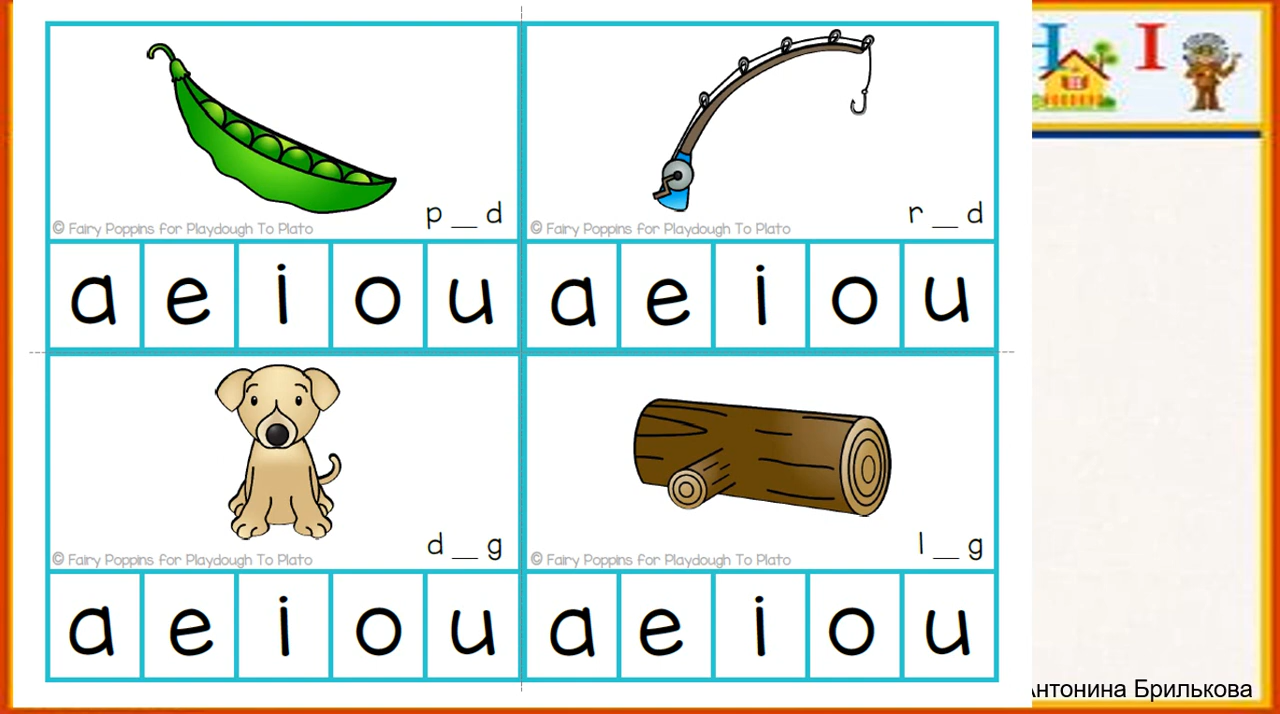 p __ d
© Fairy Poppins for Playdough To Plato
a e i o u
r __ d
© Fairy Poppins for Playdough To Plato
a e i o u
d __ g
© Fairy Poppins for Playdough To Plato
a e i o u
l __ g
© Fairy Poppins for Playdough To Plato
a e i o u
H I
Антонина Брилькова